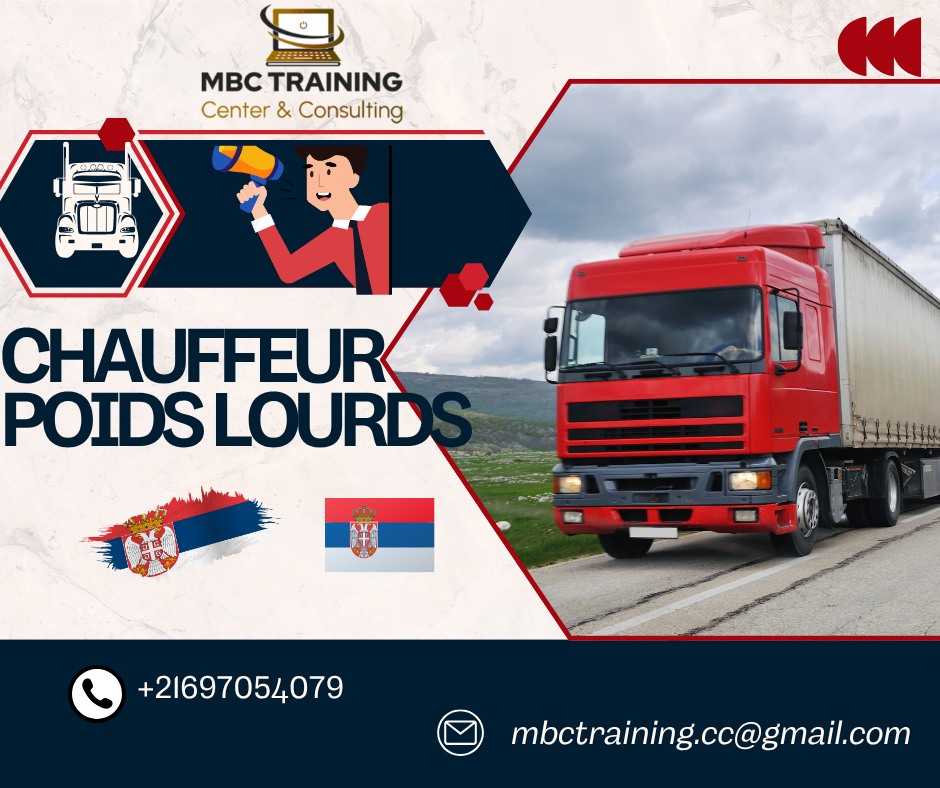 MBC TRAINING
Center & Consulting
CHAUFFEUR
POIDS LOURDS
+21697054079
mbctraining.cc@gmail.com